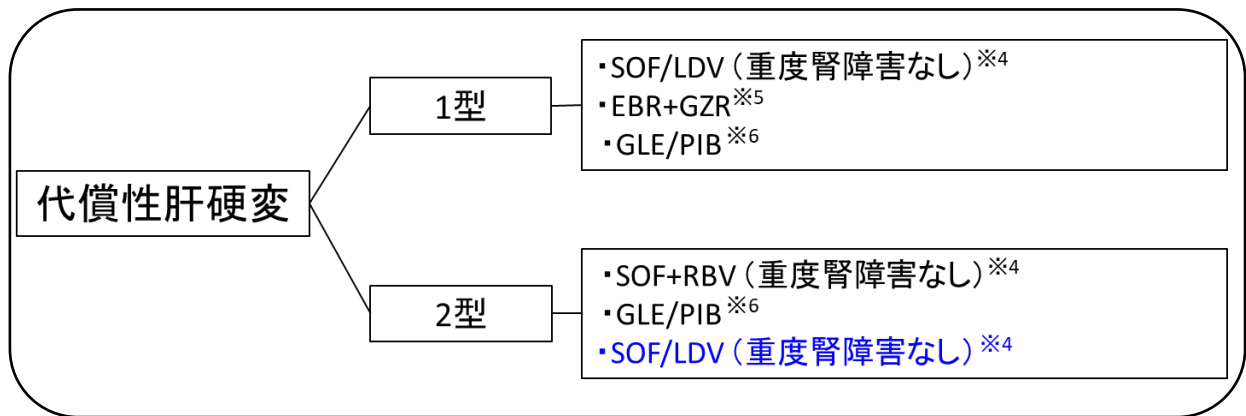 代償性肝硬変
1型
・SOF/LDV(重度腎障害なし)※4
・EBR+GZR※5
・GLE/PIB※6
2型
・SOF+RBV(重度腎障害なし)※4
・GLE/PIB※6
・SOF/LDV(重度腎障害なし)※4